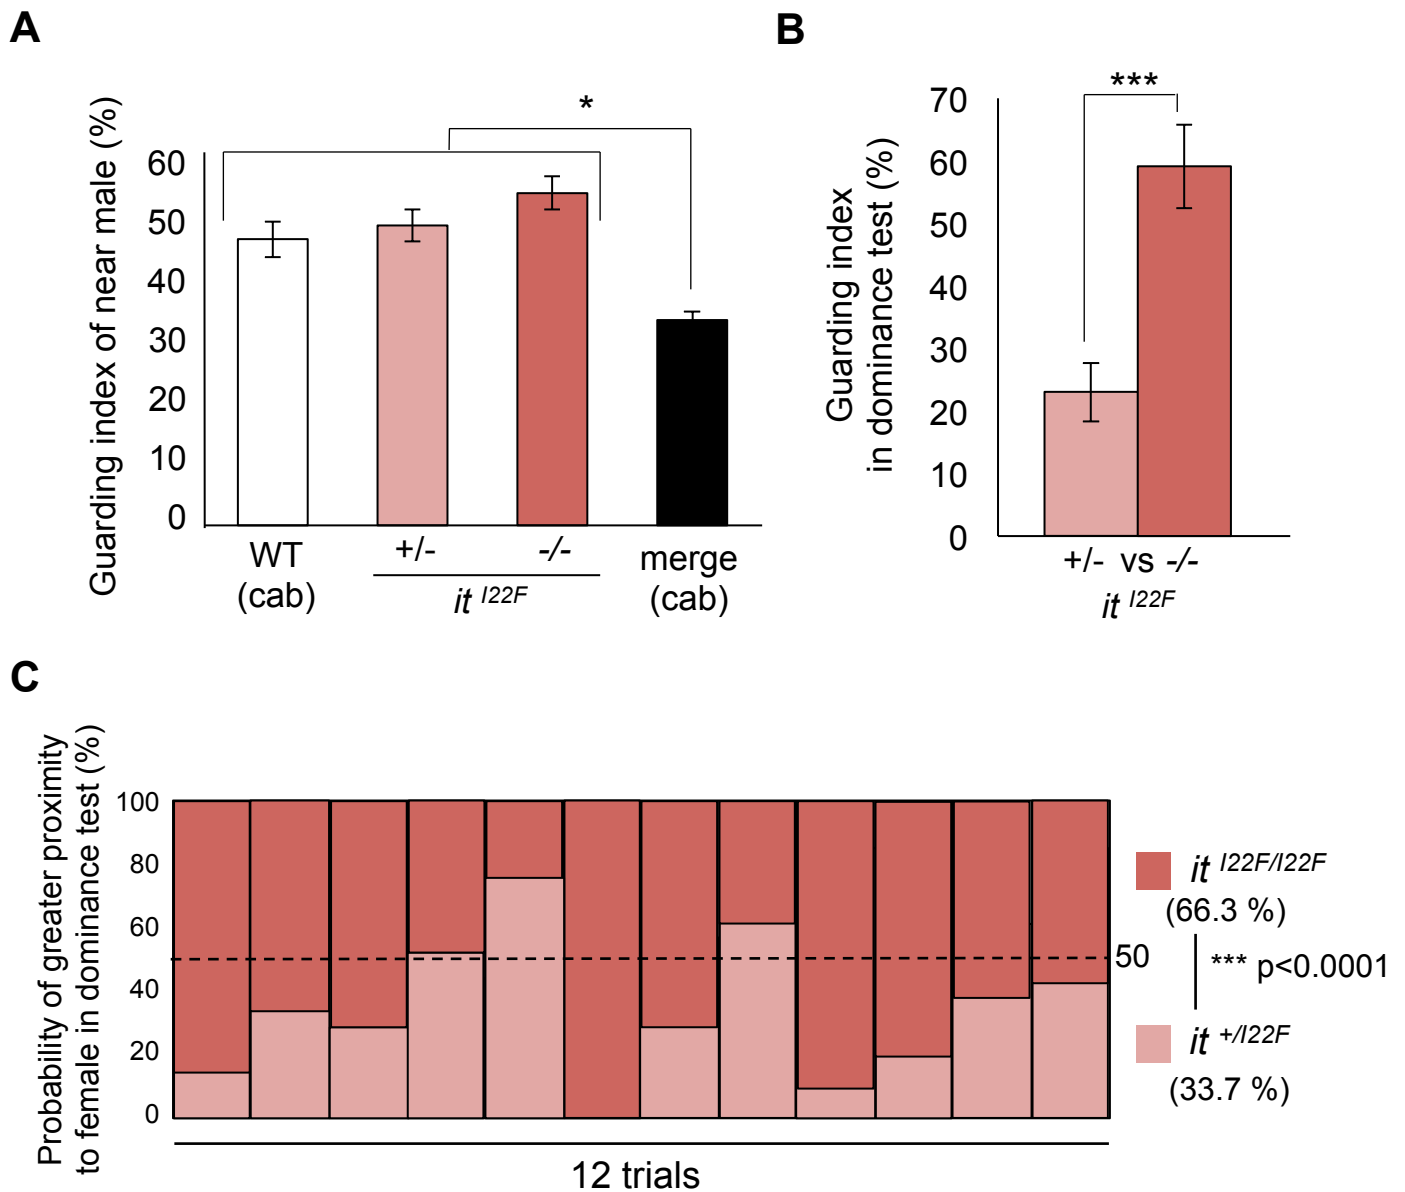 A
Guarding index of near male (%)
60
50
40
30
20
10
0
*
WT
(cab)
+/-
-/-
it I22F
merge
(cab)
B
Guarding index
in dominance test (%)
70
60
50
40
30
20
10
0
***
+/- vs -/-
it I22F
C
Probability of greater proximity
to female in dominance test (%)
100
80
60
40
20
0
50
12 trials
it I22F/I22F
(66.3 %)
*** p<0.0001
it +/I22F
(33.7 %)